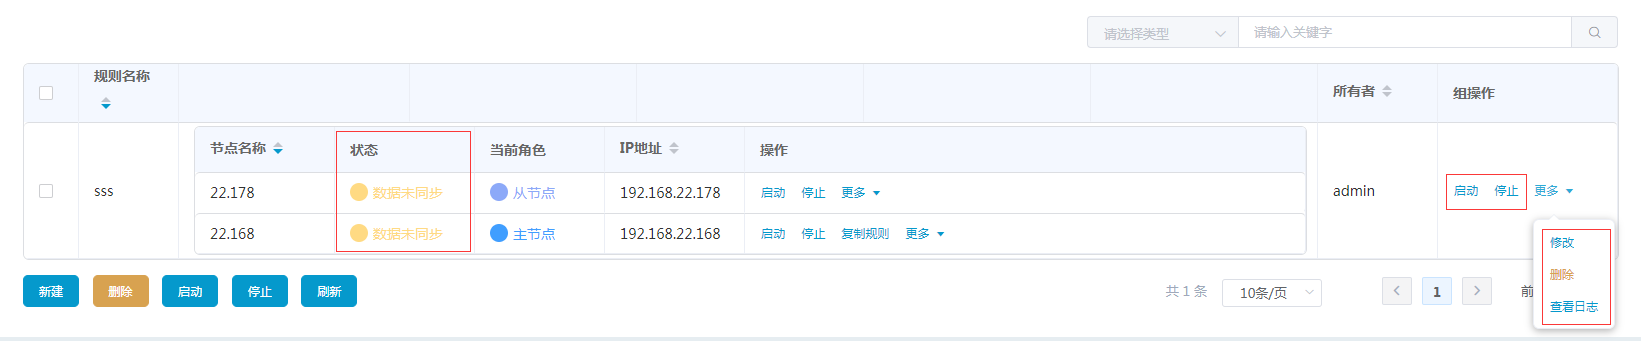 请选择类型 请输入关键字
规则名称 所有者 组操作
节点名称 状态 当前角色 IP地址 操作
sss 22.178 数据未同步 从节点 192.168.22.178 启动 停止 更多 admin 启动 停止 更多
22.168 数据未同步 主节点 192.168.22.168 启动 停止 复制规则 更多
修改
删除
查看日志
新建 删除 启动 停止 刷新 共 1 条 10条/页 1 前